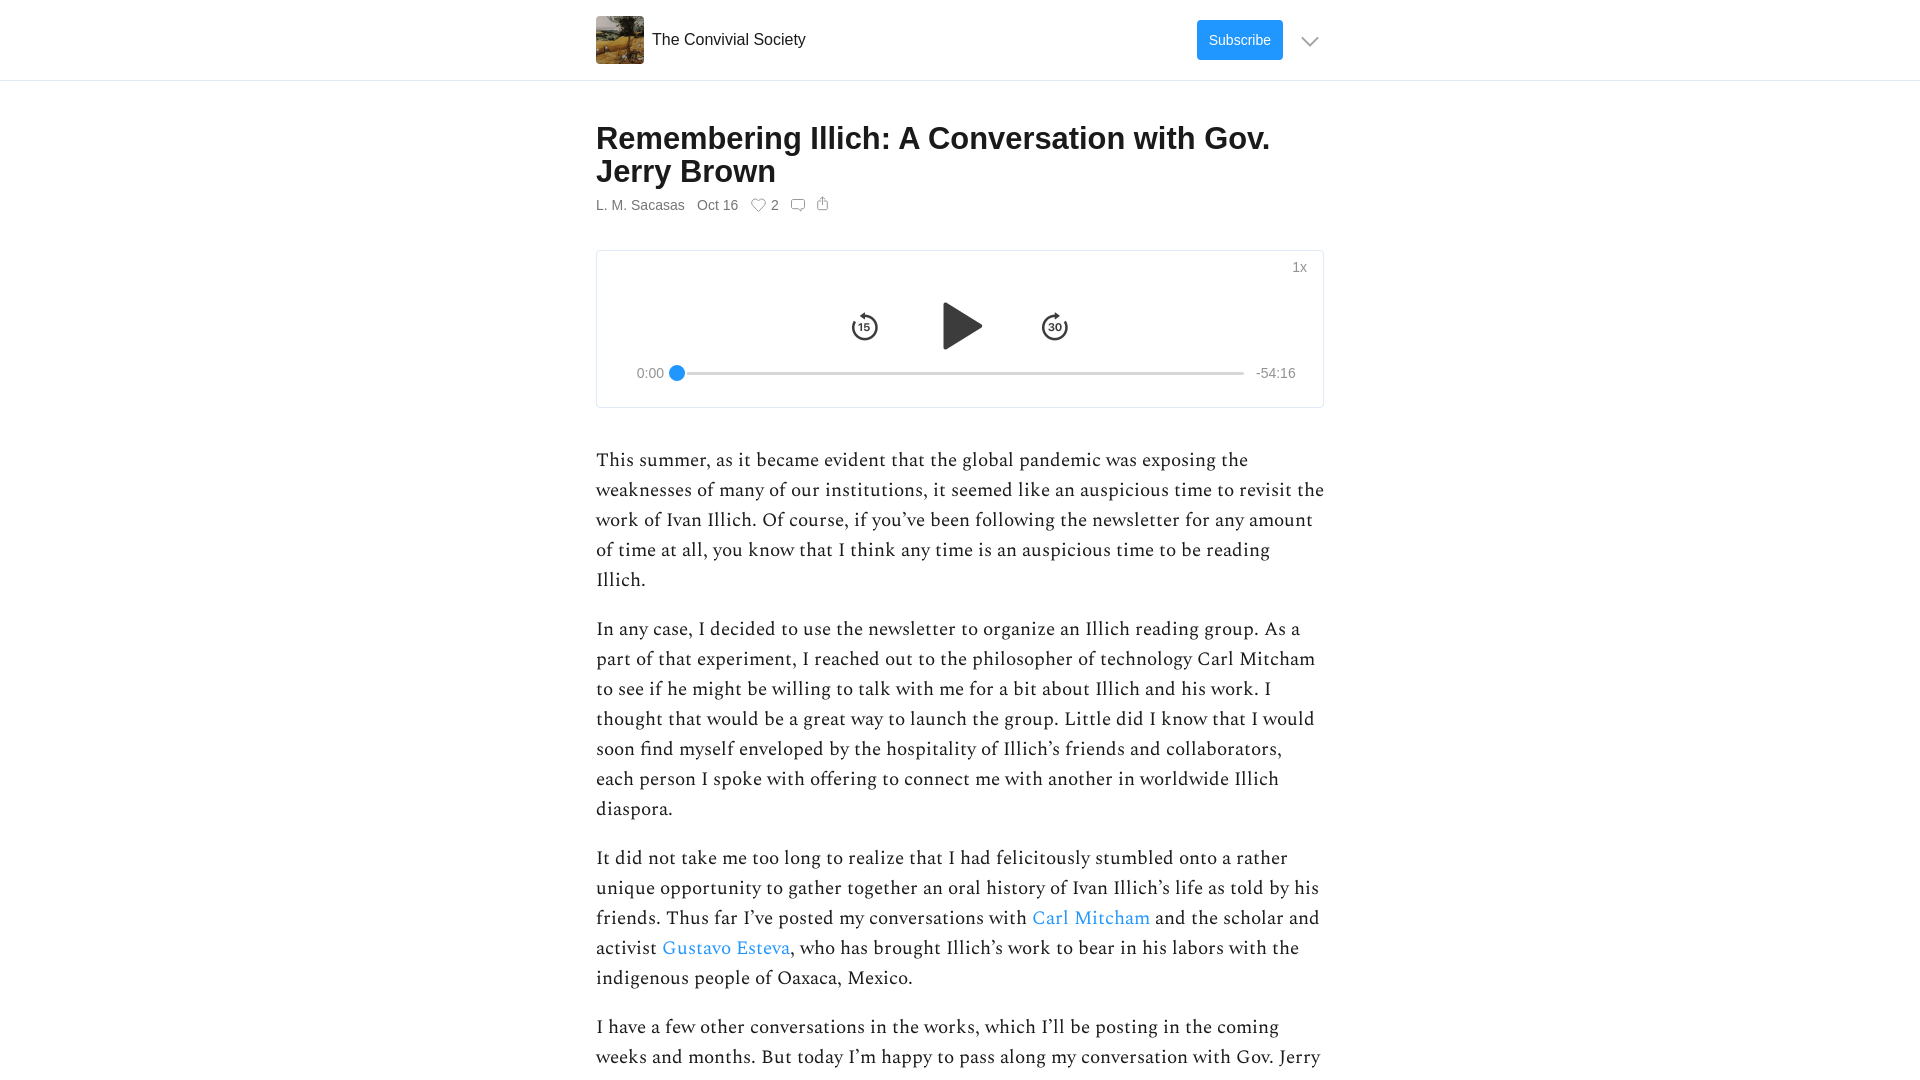 The Convivial Society
Subscribe
Remembering Illich: A Conversation with Gov.
Jerry Brown
L. M. Sacasas Oct 16 2
1x
15
30
0:00
-54:16
This summer, as it became evident that the global pandemic was exposing the
weaknesses of many of our institutions, it seemed like an auspicious time to revisit the
work of Ivan Illich. Of course, if you’ve been following the newsletter for any amount
of time at all, you know that I think any time is an auspicious time to be reading
Illich.
In any case, I decided to use the newsletter to organize an Illich reading group. As a
part of that experiment, I reached out to the philosopher of technology Carl Mitcham
to see if he might be willing to talk with me for a bit about Illich and his work. I
thought that would be a great way to launch the group. Little did I know that I would
soon find myself enveloped by the hospitality of Illich’s friends and collaborators,
each person I spoke with offering to connect me with another in worldwide Illich
diaspora.
It did not take me too long to realize that I had felicitously stumbled onto a rather
unique opportunity to gather together an oral history of Ivan Illich’s life as told by his
friends. Thus far I’ve posted my conversations with Carl Mitcham and the scholar and
activist Gustavo Esteva, who has brought Illich’s work to bear in his labors with the
indigenous people of Oaxaca, Mexico.
I have a few other conversations in the works, which I’ll be posting in the coming
weeks and months. But today I’m happy to pass along my conversation with Gov. Jerry